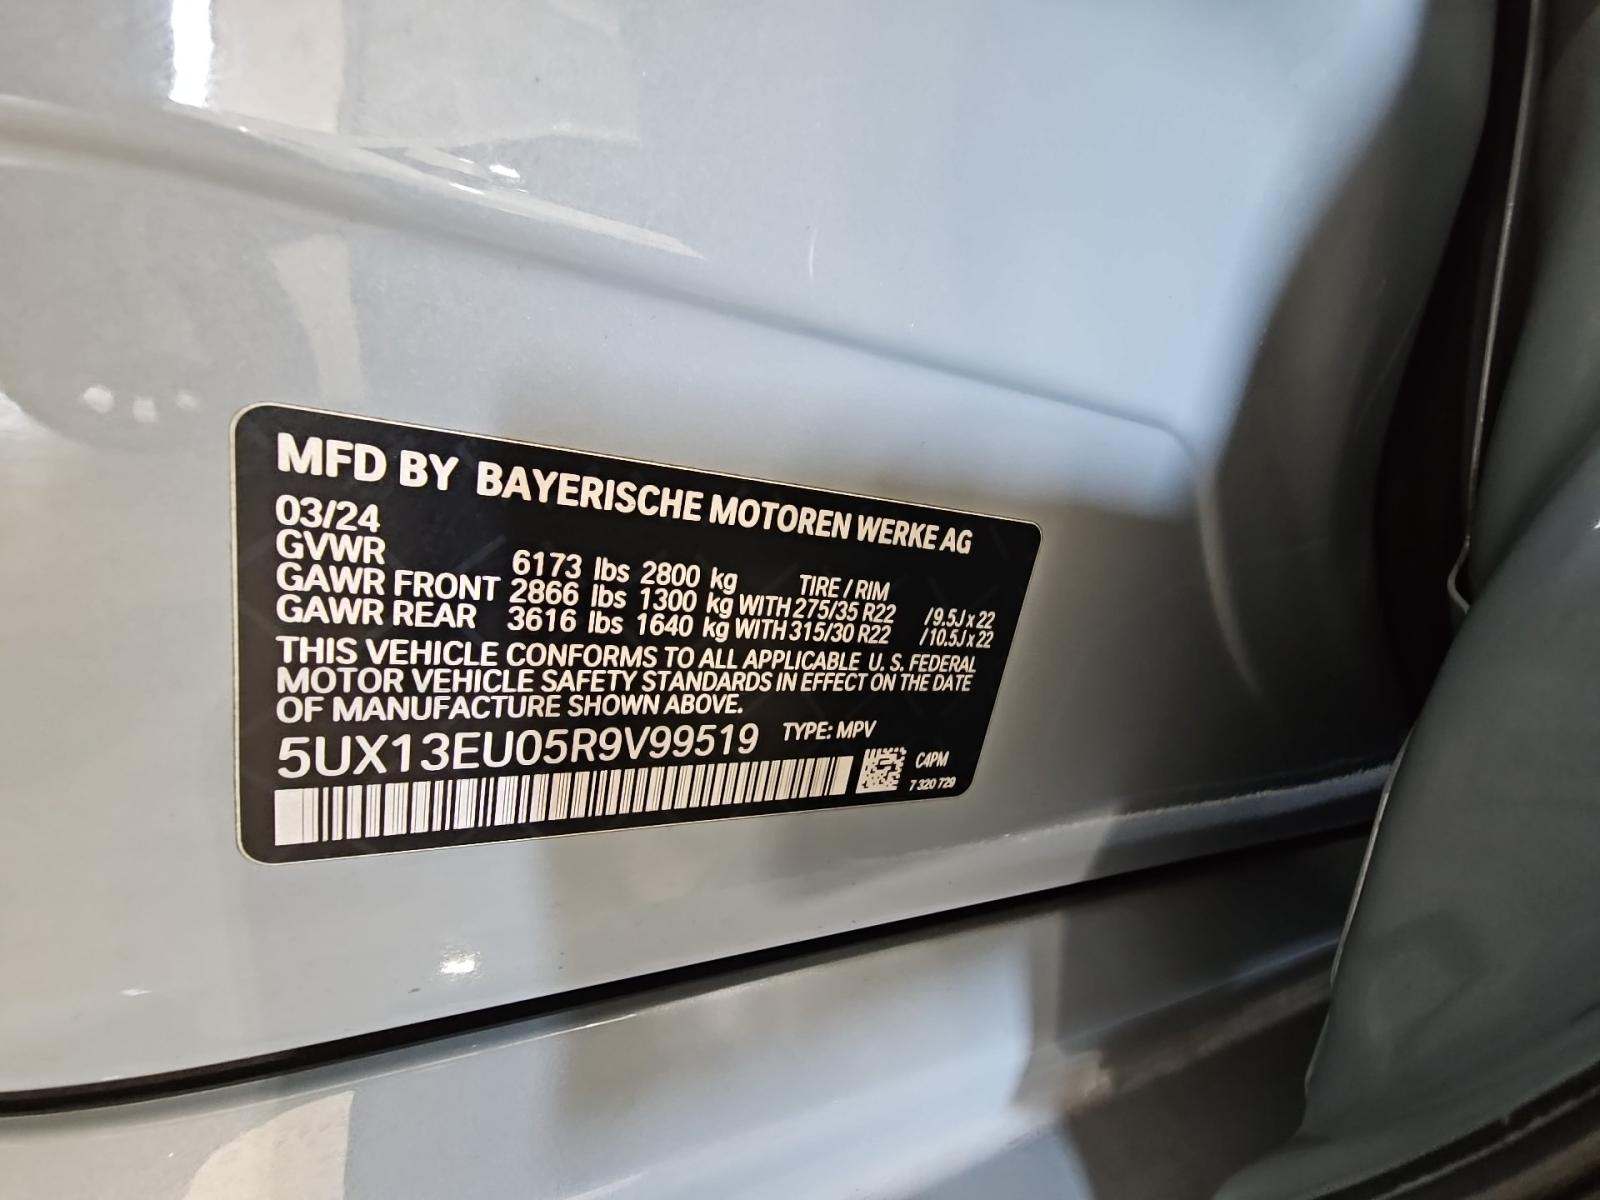 MFD BY BAYERISCHE MOTOREN WERKE AG
03/24
GVWR 6173 lbs 2800 kg TIRE / RIM
GAWR FRONT 2866 lbs 1300 kg WITH 275/35 R22 /9.5J x 22
GAWR REAR 3616 lbs 1640 kg WITH 315/30 R22 /10.5J x 22
THIS VEHICLE CONFORMS TO ALL APPLICABLE U. S. FEDERAL
MOTOR VEHICLE SAFETY STANDARDS IN EFFECT ON THE DATE
OF MANUFACTURE SHOWN ABOVE.
5UX13EU05R9V99519 TYPE: MPV
C4PM
7 320 729